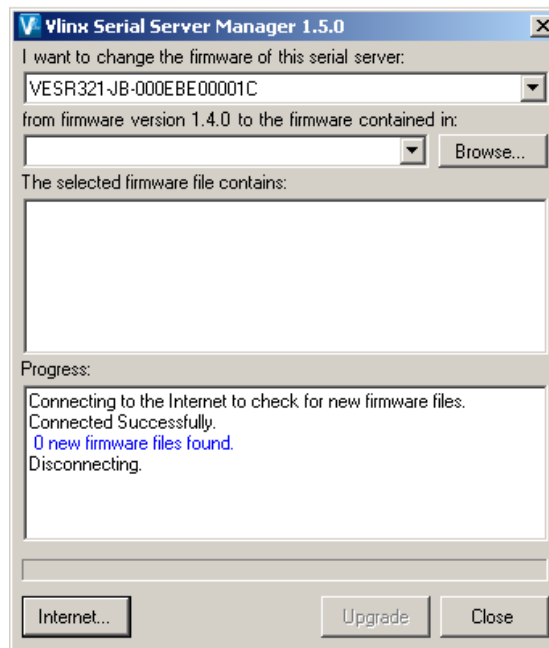 Vlinx Serial Server Manager 1.5.0
I want to change the firmware of this serial server:
VESR321-JB-000EBE00001C
from firmware version 1.4.0 to the firmware contained in:
Browse...
The selected firmware file contains:
Progress:
Connecting to the Internet to check for new firmware files.
Connected Successfully.
0 new firmware files found.
Disconnecting.
Internet... Upgrade Close